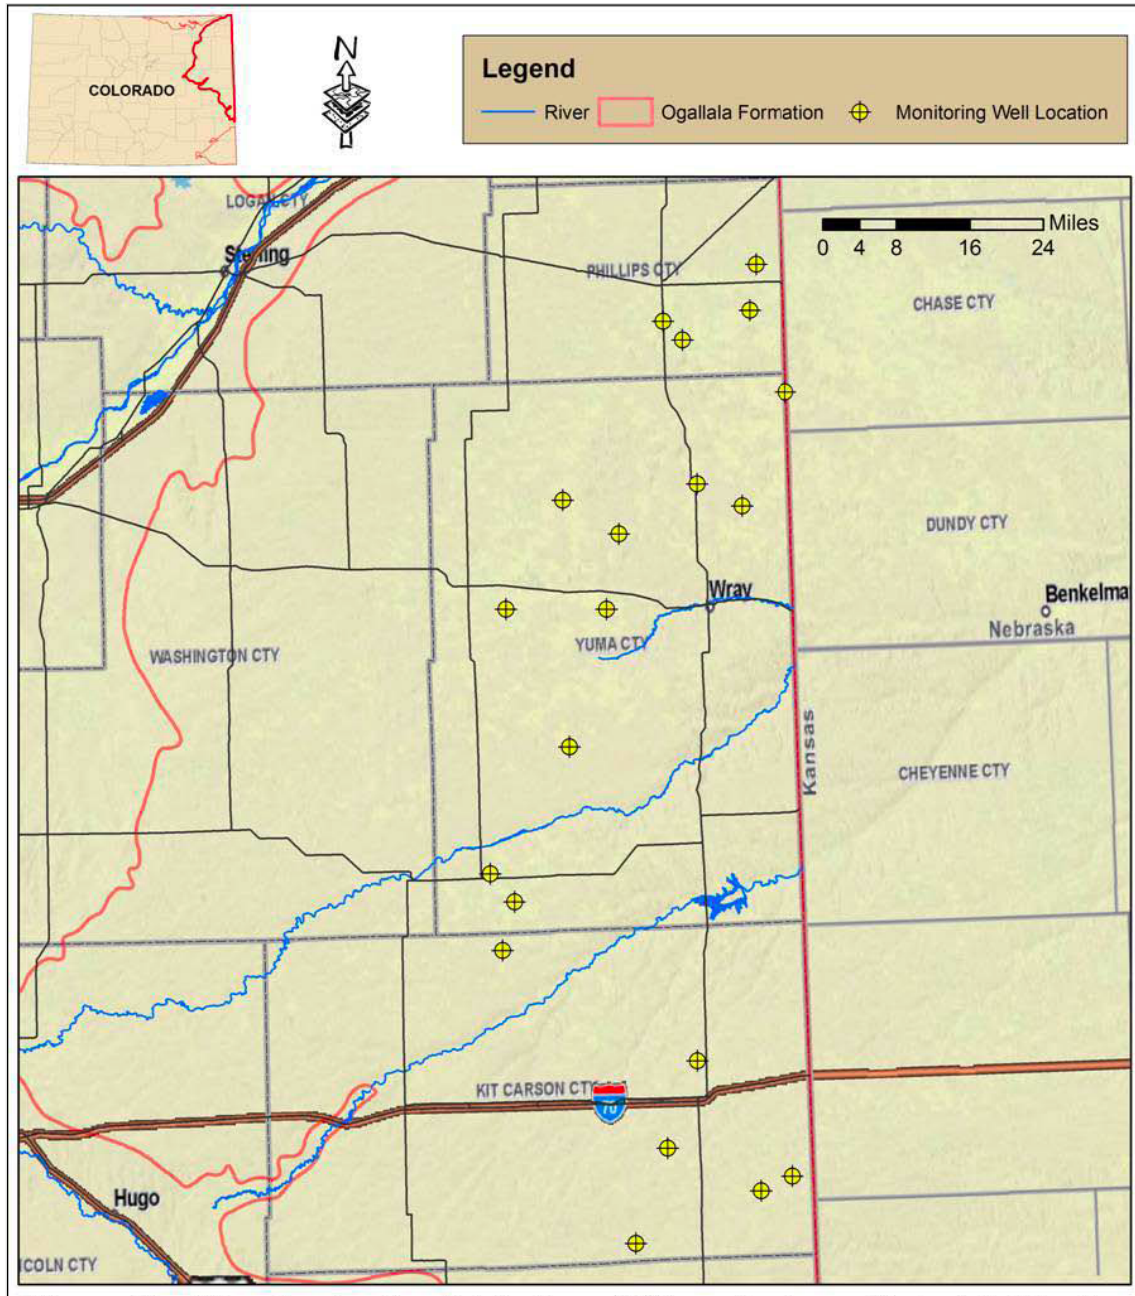 COLORADO
N
Legend
River
Ogallala Formation
Monitoring Well Location
LOGAN CTY
Sterling
PHILLIPS CTY
Miles
0 4 8 16 24
CHASE CTY
DUNDY CTY
Wray
Benkelma
Nebraska
YUMA CTY
WASHINGTON CTY
Kansas
CHEYENNE CTY
KIT CARSON CTY
70
Hugo
COLN CTY